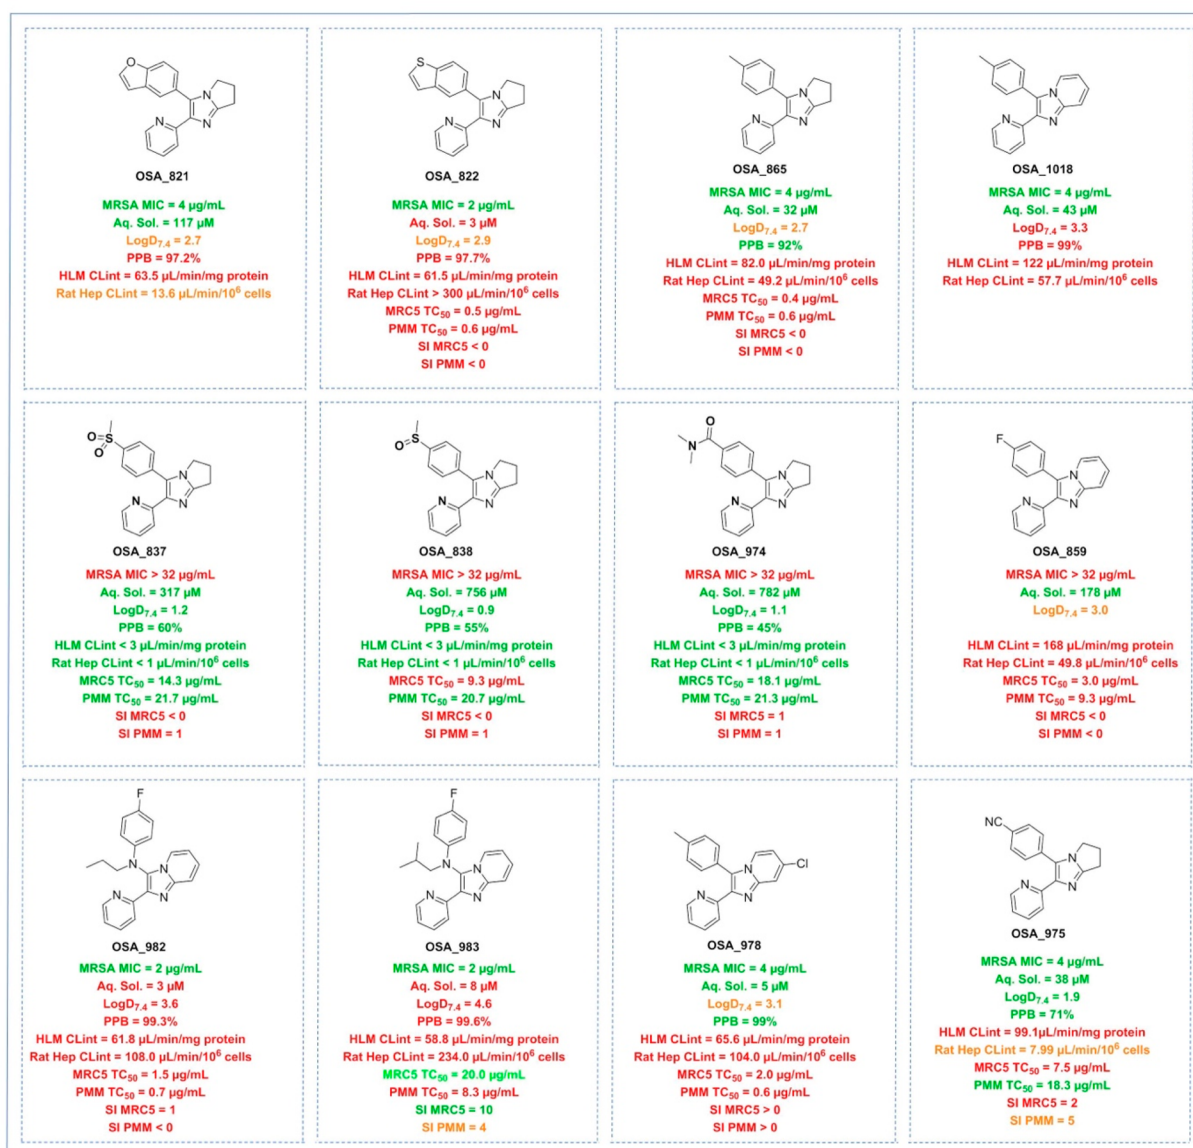 OSA_821
MRSA MIC = 4 µg/mL
Aq. Sol. = 117 µM
LogD7.4 = 2.7
PPB = 97.2%
HLM CLint = 63.5 µL/min/mg protein
Rat Hep CLint = 13.6 µL/min/10⁶ cells
OSA_822
MRSA MIC = 2 µg/mL
Aq. Sol. = 3 µM
LogD7.4 = 2.9
PPB = 97.7%
HLM CLint = 61.5 µL/min/mg protein
Rat Hep CLint > 300 µL/min/10⁶ cells
MRC5 TC50 = 0.5 µg/mL
PMM TC50 = 0.6 µg/mL
SI MRC5 < 0
SI PMM < 0
OSA_865
MRSA MIC = 4 µg/mL
Aq. Sol. = 32 µM
LogD7.4 = 2.7
PPB = 92%
HLM CLint = 82.0 µL/min/mg protein
Rat Hep CLint = 49.2 µL/min/10⁶ cells
MRC5 TC50 = 0.4 µg/mL
PMM TC50 = 0.6 µg/mL
SI MRC5 < 0
SI PMM < 0
OSA_1018
MRSA MIC = 4 µg/mL
Aq. Sol. = 43 µM
LogD7.4 = 3.3
PPB = 99%
HLM CLint = 122 µL/min/mg protein
Rat Hep CLint = 57.7 µL/min/10⁶ cells
OSA_837
MRSA MIC > 32 µg/mL
Aq. Sol. = 317 µM
LogD7.4 = 1.2
PPB = 60%
HLM CLint < 3 µL/min/mg protein
Rat Hep CLint < 1 µL/min/10⁶ cells
MRC5 TC50 = 14.3 µg/mL
PMM TC50 = 21.7 µg/mL
SI MRC5 < 0
SI PMM = 1
OSA_838
MRSA MIC > 32 µg/mL
Aq. Sol. = 756 µM
LogD7.4 = 0.9
PPB = 55%
HLM CLint < 3 µL/min/mg protein
Rat Hep CLint < 1 µL/min/10⁶ cells
MRC5 TC50 = 9.3 µg/mL
PMM TC50 = 20.7 µg/mL
SI MRC5 < 0
SI PMM = 1
OSA_974
MRSA MIC > 32 µg/mL
Aq. Sol. = 782 µM
LogD7.4 = 1.1
PPB = 45%
HLM CLint < 3 µL/min/mg protein
Rat Hep CLint < 1 µL/min/10⁶ cells
MRC5 TC50 = 18.1 µg/mL
PMM TC50 = 21.3 µg/mL
SI MRC5 = 1
SI PMM = 1
OSA_859
MRSA MIC > 32 µg/mL
Aq. Sol. = 178 µM
LogD7.4 = 3.0
HLM CLint = 168 µL/min/mg protein
Rat Hep CLint = 49.8 µL/min/10⁶ cells
MRC5 TC50 = 3.0 µg/mL
PMM TC50 = 9.3 µg/mL
SI MRC5 < 0
SI PMM < 0
OSA_982
MRSA MIC = 2 µg/mL
Aq. Sol. = 3 µM
LogD7.4 = 3.6
PPB = 99.3%
HLM CLint = 61.8 µL/min/mg protein
Rat Hep CLint = 108.0 µL/min/10⁶ cells
MRC5 TC50 = 1.5 µg/mL
PMM TC50 = 0.7 µg/mL
SI MRC5 = 1
SI PMM < 0
OSA_983
MRSA MIC = 2 µg/mL
Aq. Sol. = 8 µM
LogD7.4 = 4.6
PPB = 99.6%
HLM CLint = 58.8 µL/min/mg protein
Rat Hep CLint = 234.0 µL/min/10⁶ cells
MRC5 TC50 = 20.0 µg/mL
PMM TC50 = 8.3 µg/mL
SI MRC5 = 10
SI PMM = 4
OSA_978
MRSA MIC = 4 µg/mL
Aq. Sol. = 5 µM
LogD7.4 = 3.1
PPB = 99%
HLM CLint = 65.6 µL/min/mg protein
Rat Hep CLint = 104.0 µL/min/10⁶ cells
MRC5 TC50 = 2.0 µg/mL
PMM TC50 = 0.6 µg/mL
SI MRC5 > 0
SI PMM > 0
NC
OSA_975
MRSA MIC = 4 µg/mL
Aq. Sol. = 38 µM
LogD7.4 = 1.9
PPB = 71%
HLM CLint = 99.1µL/min/mg protein
Rat Hep CLint = 7.99 µL/min/10⁶ cells
MRC5 TC50 = 7.5 µg/mL
PMM TC50 = 18.3 µg/mL
SI MRC5 = 2
SI PMM = 5